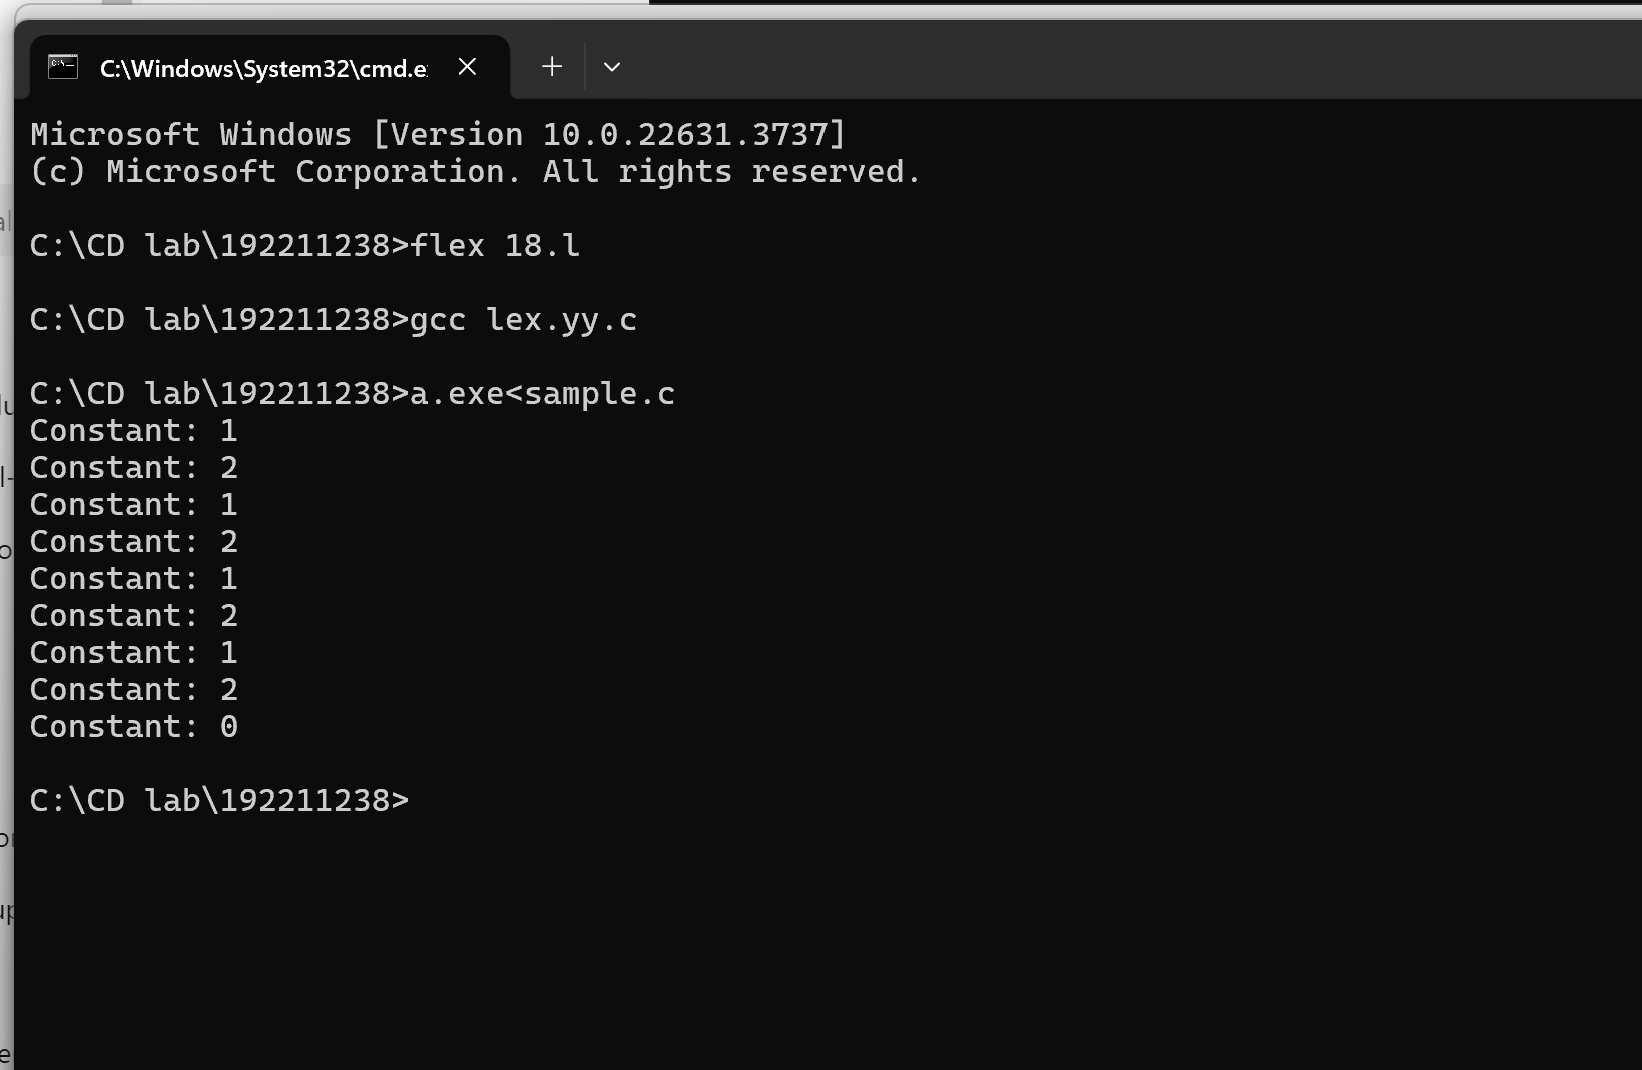 C:\Windows\System32\cmd.e
Microsoft Windows [Version 10.0.22631.3737]
(c) Microsoft Corporation. All rights reserved.
C:\CD lab\192211238>flex 18.l
C:\CD lab\192211238>gcc lex.yy.c
C:\CD lab\192211238>a.exe<sample.c
Constant: 1
Constant: 2
Constant: 1
Constant: 2
Constant: 1
Constant: 2
Constant: 1
Constant: 2
Constant: 0
C:\CD lab\192211238>